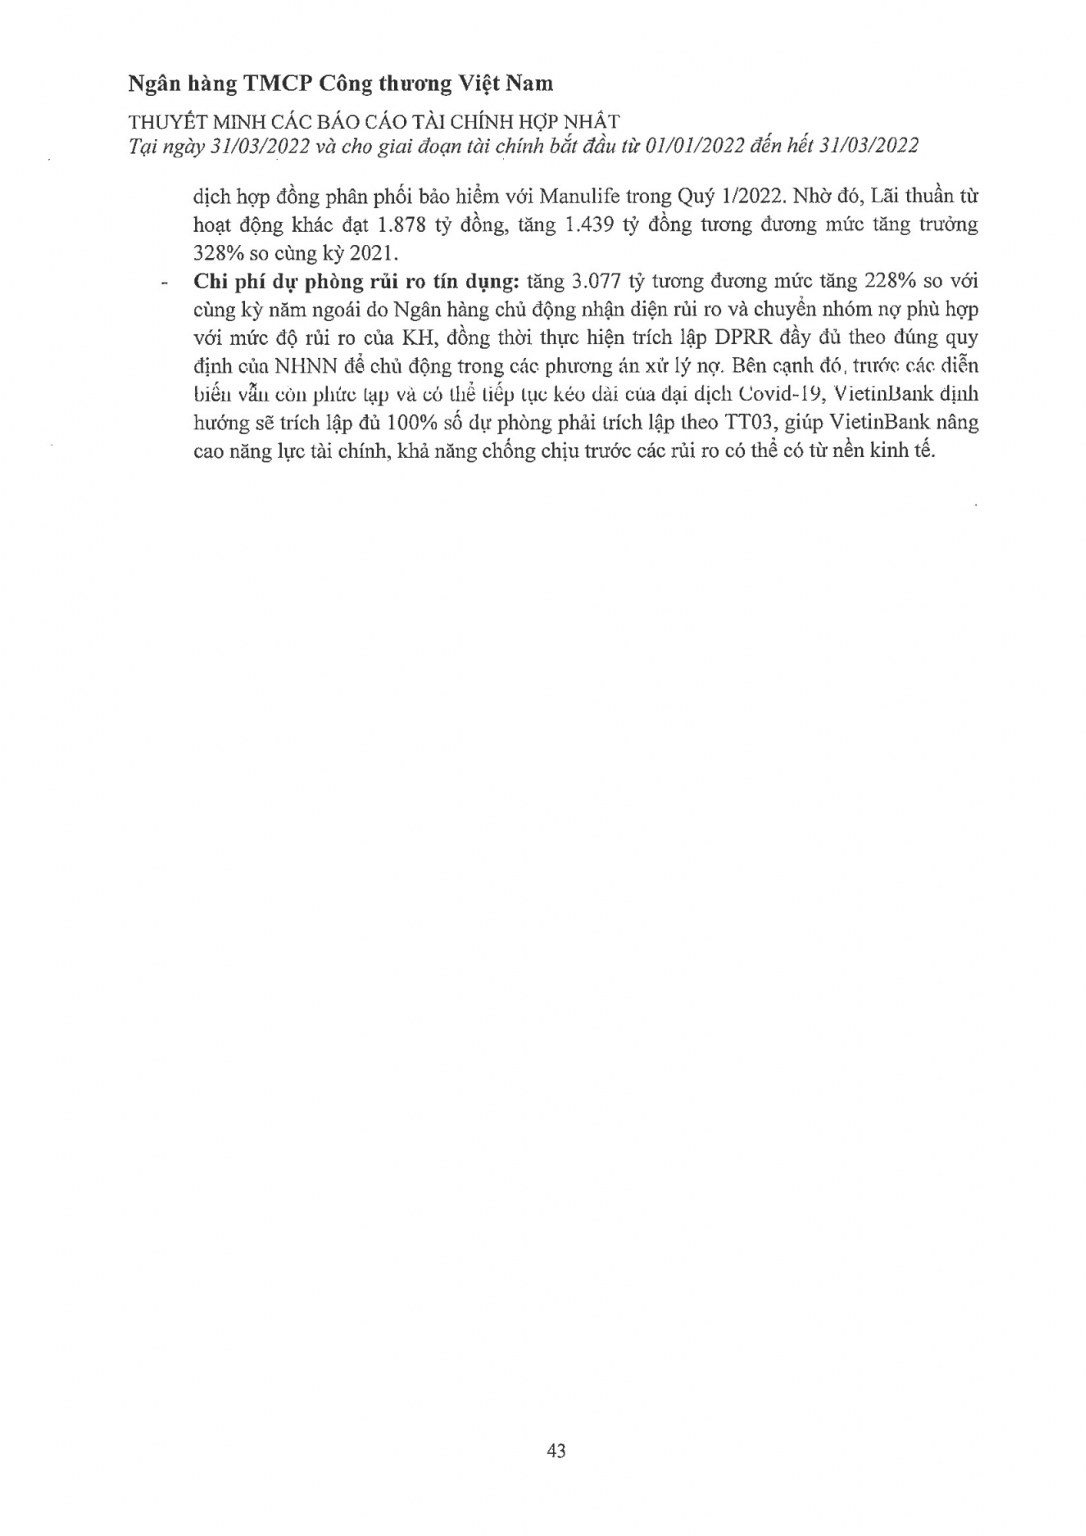 Ngân hàng TMCP Công thương Việt Nam
THUYẾT MINH CÁC BÁO CÁO TÀI CHÍNH HỢP NHẤT
Tại ngày 31/03/2022 và cho giai đoạn tài chính bắt đầu từ 01/01/2022 đến hết 31/03/2022
dịch hợp đồng phân phối bảo hiểm với Manulife trong Quý 1/2022. Nhờ đó, Lãi thuần từ
hoạt động khác đạt 1.878 tỷ đồng, tăng 1.439 tỷ đồng tương đương mức tăng trưởng
328% so cùng kỳ 2021.
- Chi phí dự phòng rủi ro tín dụng: tăng 3.077 tỷ tương đương mức tăng 228% so với
cùng kỳ năm ngoái do Ngân hàng chủ động nhận diện rủi ro và chuyển nhóm nợ phù hợp
với mức độ rủi ro của KH, đồng thời thực hiện trích lập DPRR đầy đủ theo đúng quy
định của NHNN để chủ động trong các phương án xử lý nợ. Bên cạnh đó, trước các diễn
biến vẫn còn phức tạp và có thể tiếp tục kéo dài của đại dịch Covid-19, VietinBank định
hướng sẽ trích lập đủ 100% số dự phòng phải trích lập theo TT03, giúp VietinBank nâng
cao năng lực tài chính, khả năng chống chịu trước các rủi ro có thể có từ nền kinh tế.
43